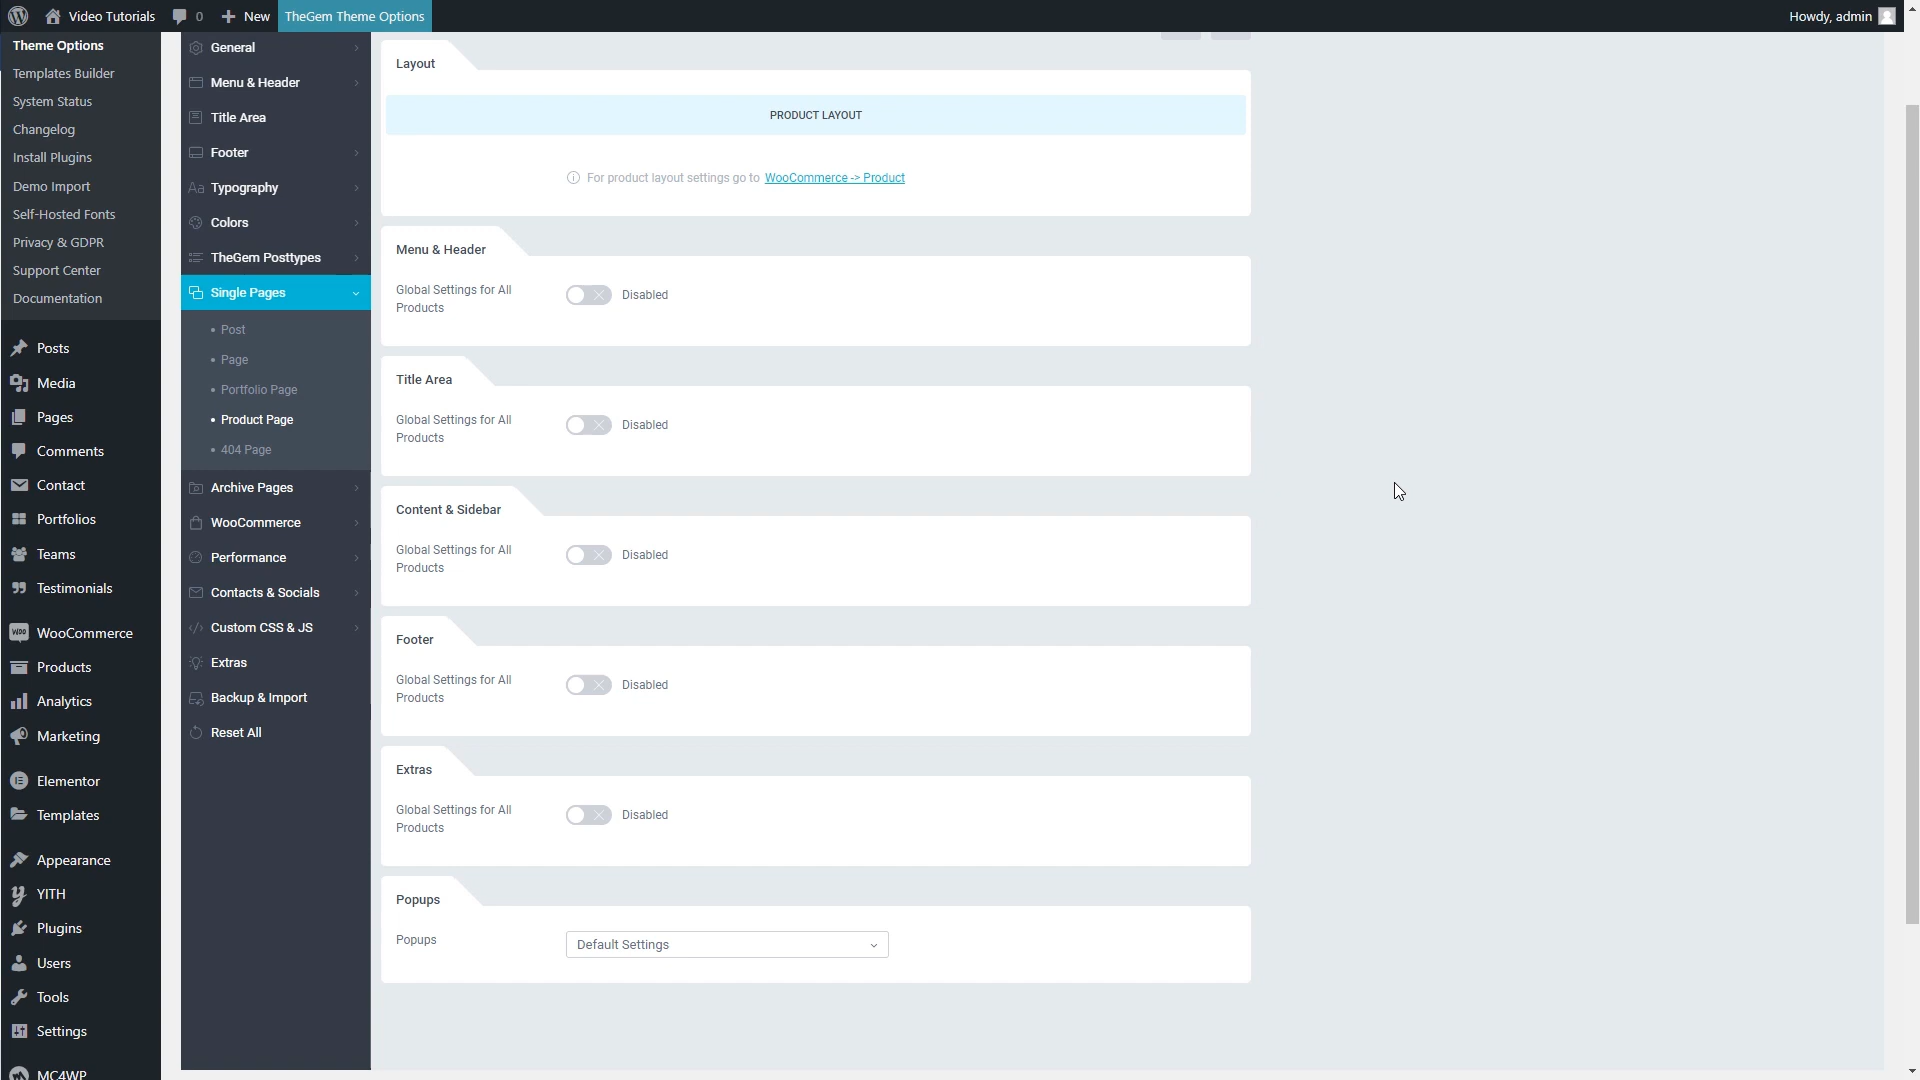 Video Tutorials
0
New
TheGem Theme Options
Howdy, admin
Theme Options
Templates Builder
System Status
Changelog
Install Plugins
Demo Import
Self-Hosted Fonts
Privacy & GDPR
Support Center
Documentation
Posts
Media
Pages
Comments
Contact
Portfolios
Teams
Testimonials
WooCommerce
Products
Analytics
Marketing
Elementor
Templates
Appearance
YITH
Plugins
Users
Tools
Settings
MC4WP
General
Menu & Header
Title Area
Footer
Aa Typography
Colors
TheGem Posttypes
Single Pages
Post
Page
Portfolio Page
Product Page
404 Page
Archive Pages
WooCommerce
Performance
Contacts & Socials
</> Custom CSS & JS
Extras
Backup & Import
Reset All
Layout
PRODUCT LAYOUT
For product layout settings go to WooCommerce -> Product
Menu & Header
Global Settings for All
Products
Disabled
Title Area
Global Settings for All
Products
Disabled
Content & Sidebar
Global Settings for All
Products
Disabled
Footer
Global Settings for All
Products
Disabled
Extras
Global Settings for All
Products
Disabled
Popups
Popups
Default Settings